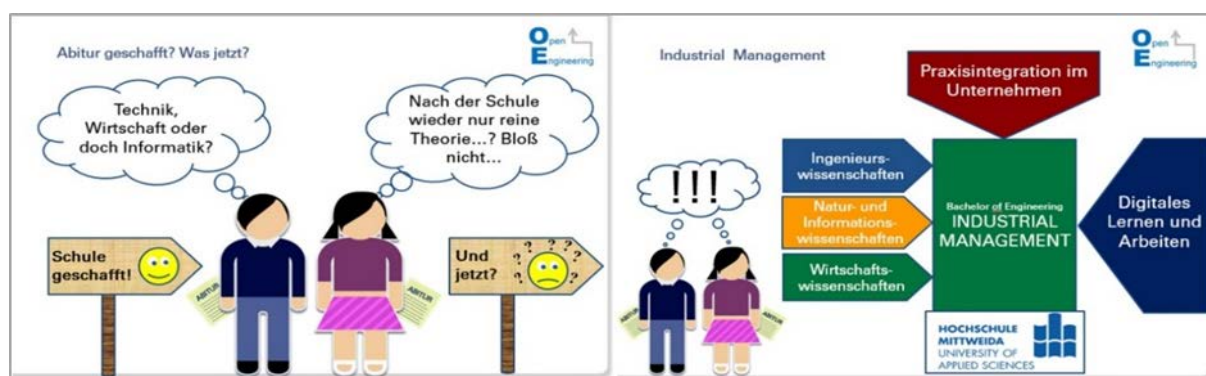 Abitur geschafft? Was jetzt?
Open
Engineering
Technik,
Wirtschaft oder
doch Informatik?
Nach der Schule
wieder nur reine
Theorie...? Bloß
nicht...
Schule
geschafft!
ABITUR
ABITUR
Und
jetzt?
? ? ? ? ? ? ?
Industrial Management
Open
Engineering
Praxisintegration im
Unternehmen
!!!
Ingenieurs-
wissenschaften
Natur- und
Informations-
wissenschaften
Wirtschafts-
wissenschaften
Bachelor of Engineering
INDUSTRIAL
MANAGEMENT
Digitales
Lernen und
Arbeiten
ABITUR
ABITUR
HOCHSCHULE
MITTWEIDA
UNIVERSITY OF
APPLIED SCIENCES